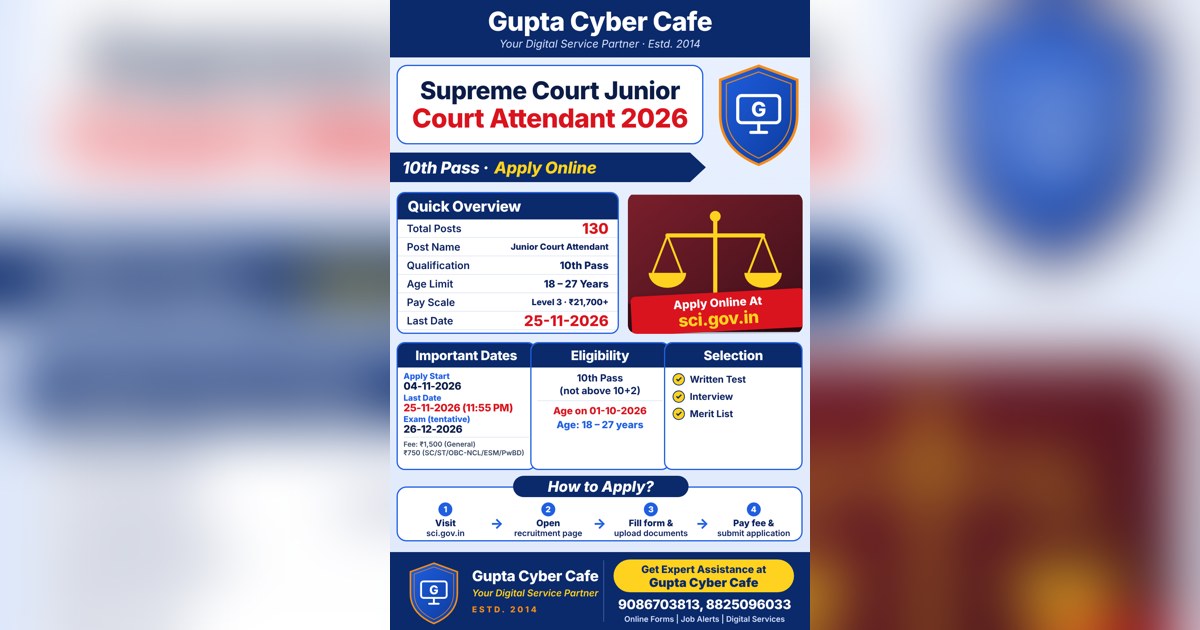 Gupta Cyber Cafe
Your Digital Service Partner · Estd. 2014
Supreme Court Junior
Court Attendant 2026
G
10th Pass · Apply Online
Quick Overview
Total Posts 130
Post Name Junior Court Attendant
Qualification 10th Pass
Age Limit 18 – 27 Years
Pay Scale Level 3 · ₹21,700+
Last Date 25-11-2026
Apply Online At
sci.gov.in
Important Dates
Apply Start
04-11-2026
Last Date
25-11-2026 (11:55 PM)
Exam (tentative)
26-12-2026
Fee: ₹1,500 (General)
₹750 (SC/ST/OBC-NCL/ESM/PwBD)
Eligibility
10th Pass
(not above 10+2)
Age on 01-10-2026
Age: 18 – 27 years
Selection
Written Test
Interview
Merit List
How to Apply?
1
Visit
sci.gov.in
2
Open
recruitment page
3
Fill form &
upload documents
4
Pay fee &
submit application
G
Gupta Cyber Cafe
Your Digital Service Partner
ESTD. 2014
Get Expert Assistance at
Gupta Cyber Cafe
9086703813, 8825096033
Online Forms | Job Alerts | Digital Services